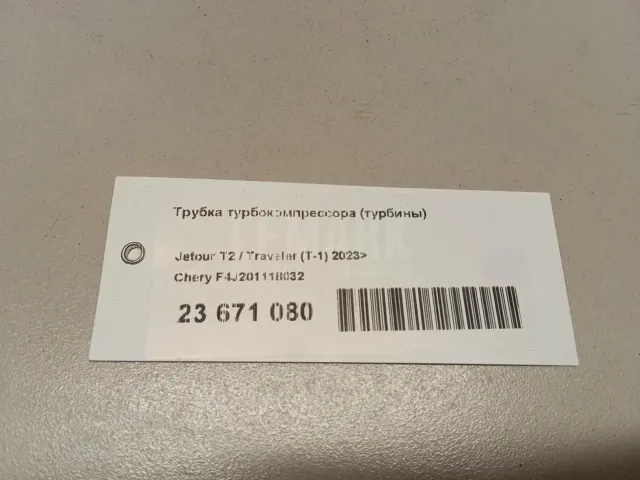 Трубка турбокомпрессора (турбины)
Jetour T2 / Traveler (T-1) 2023>
Chery F4J201118032
23 671 080